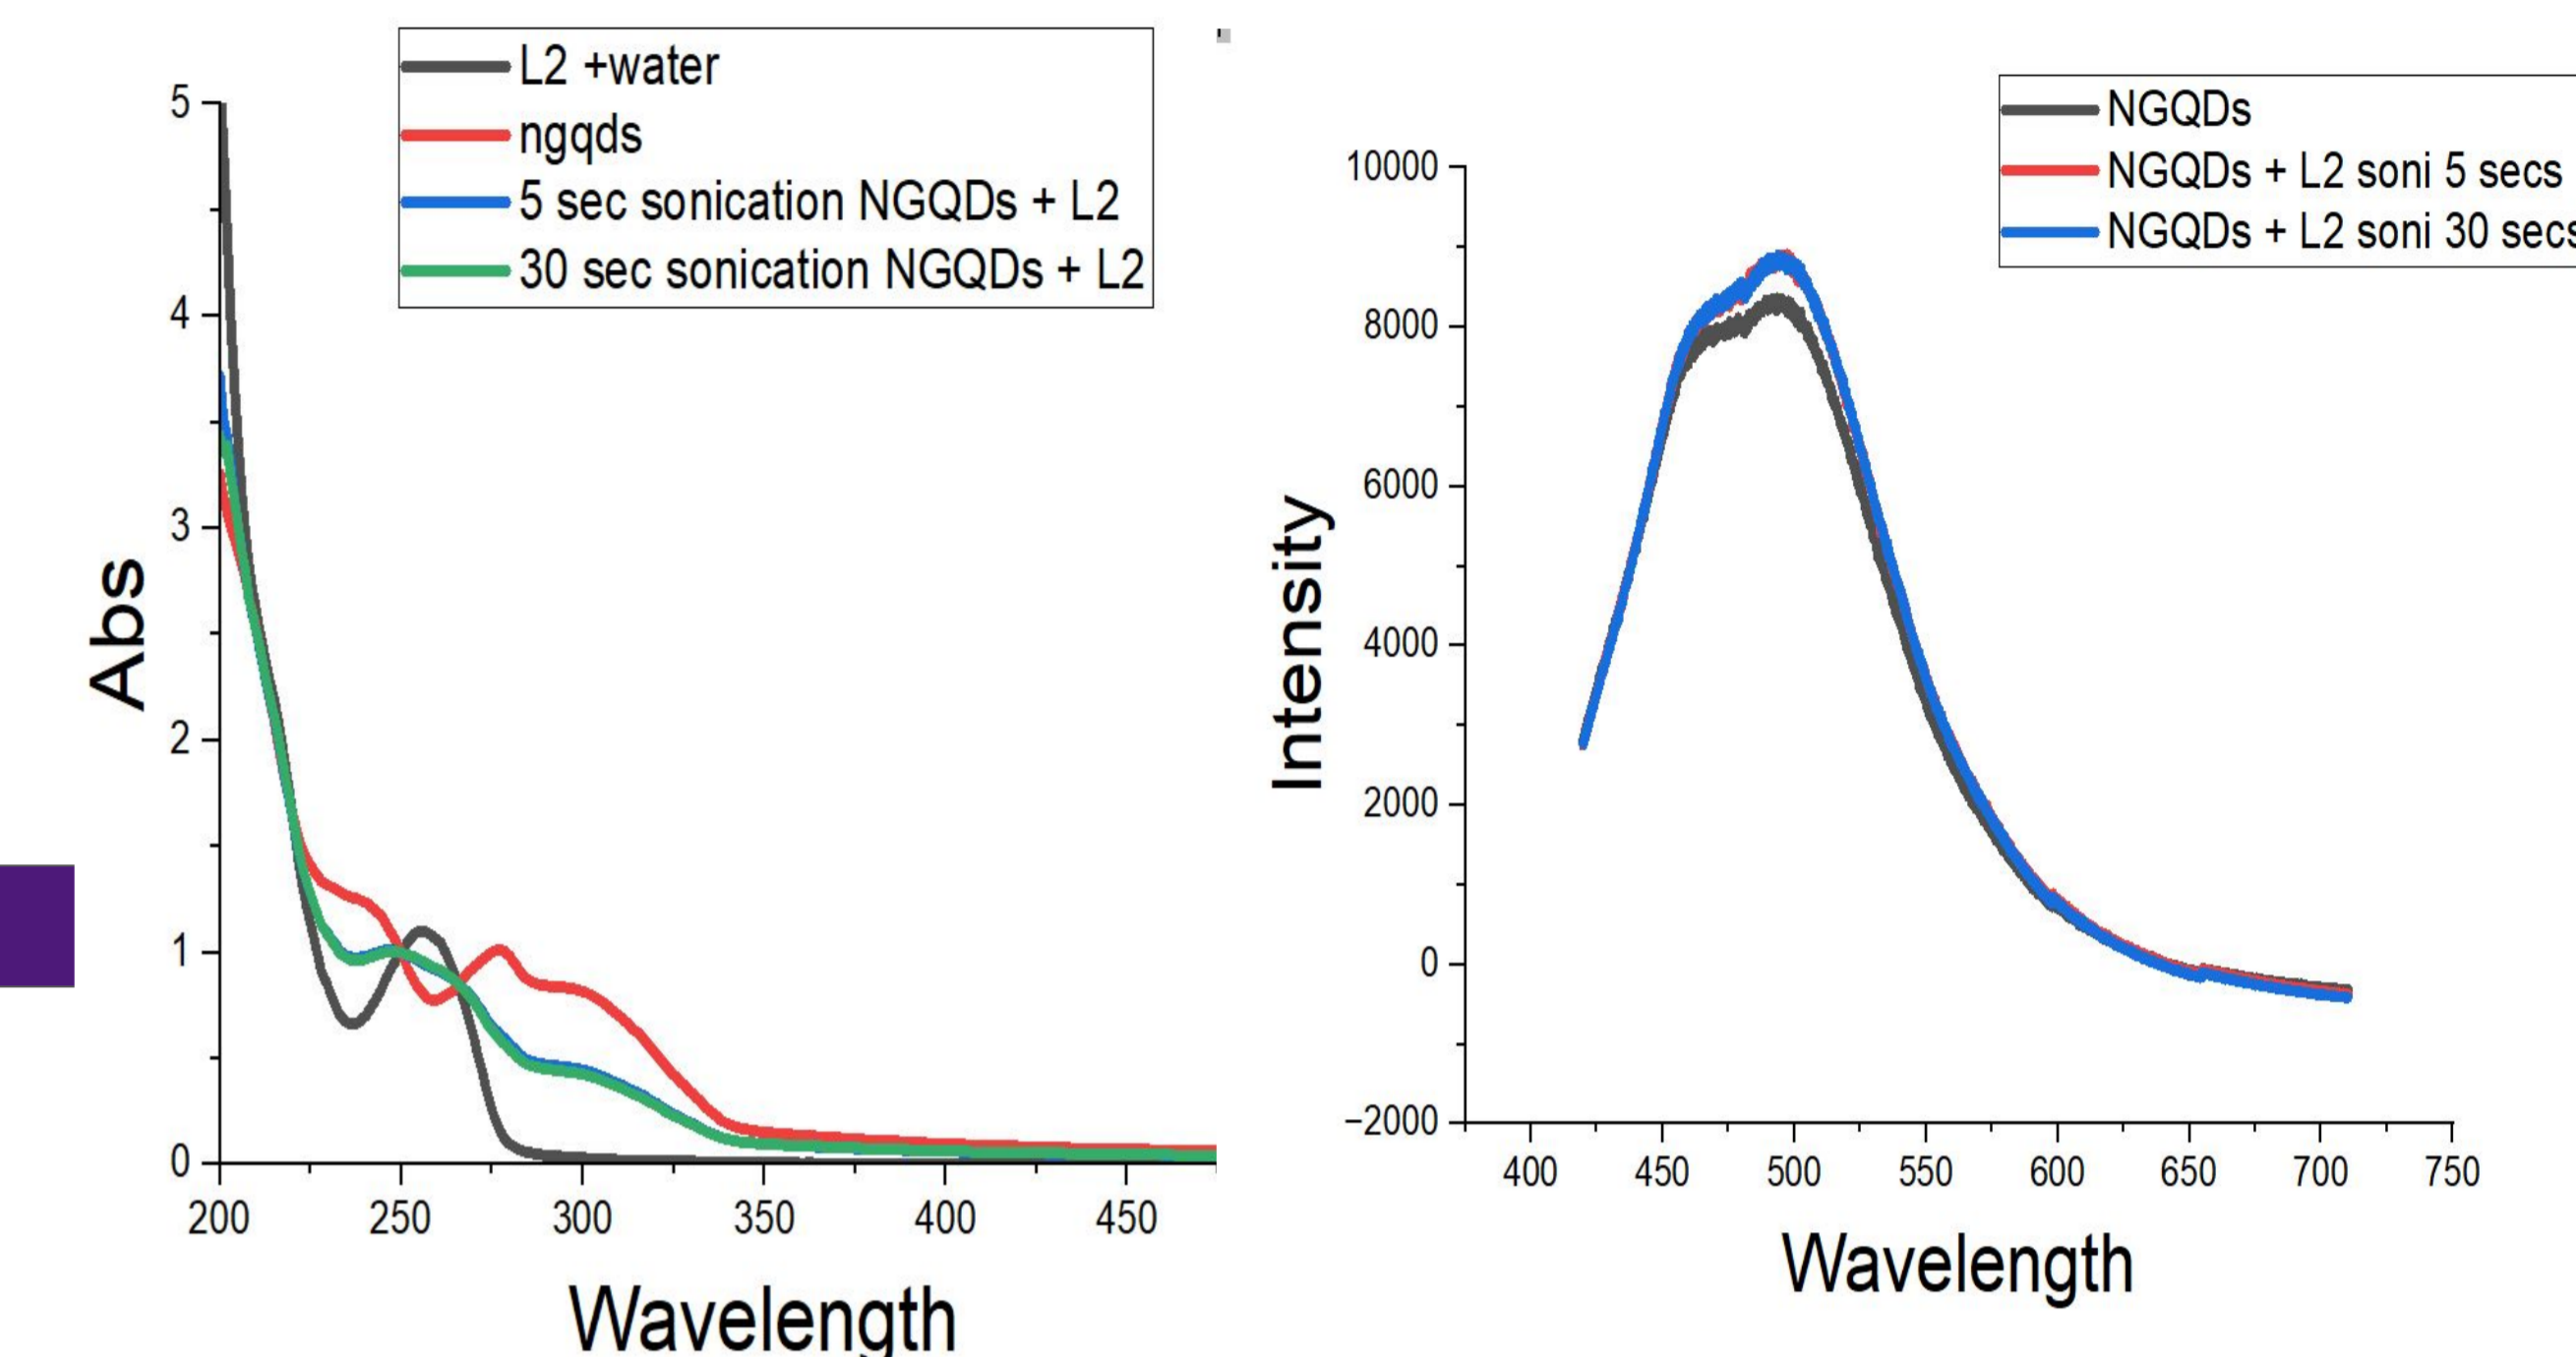 L2 +water
ngqds
5 sec sonication NGQDs + L2
30 sec sonication NGQDs + L2
5
4
3
2
1
0
Abs
200 250 300 350 400 450
Wavelength
NGQDs
NGQDs + L2 soni 5 secs
NGQDs + L2 soni 30 secs
10000
8000
6000
4000
2000
0
−2000
Intensity
400 450 500 550 600 650 700 750
Wavelength